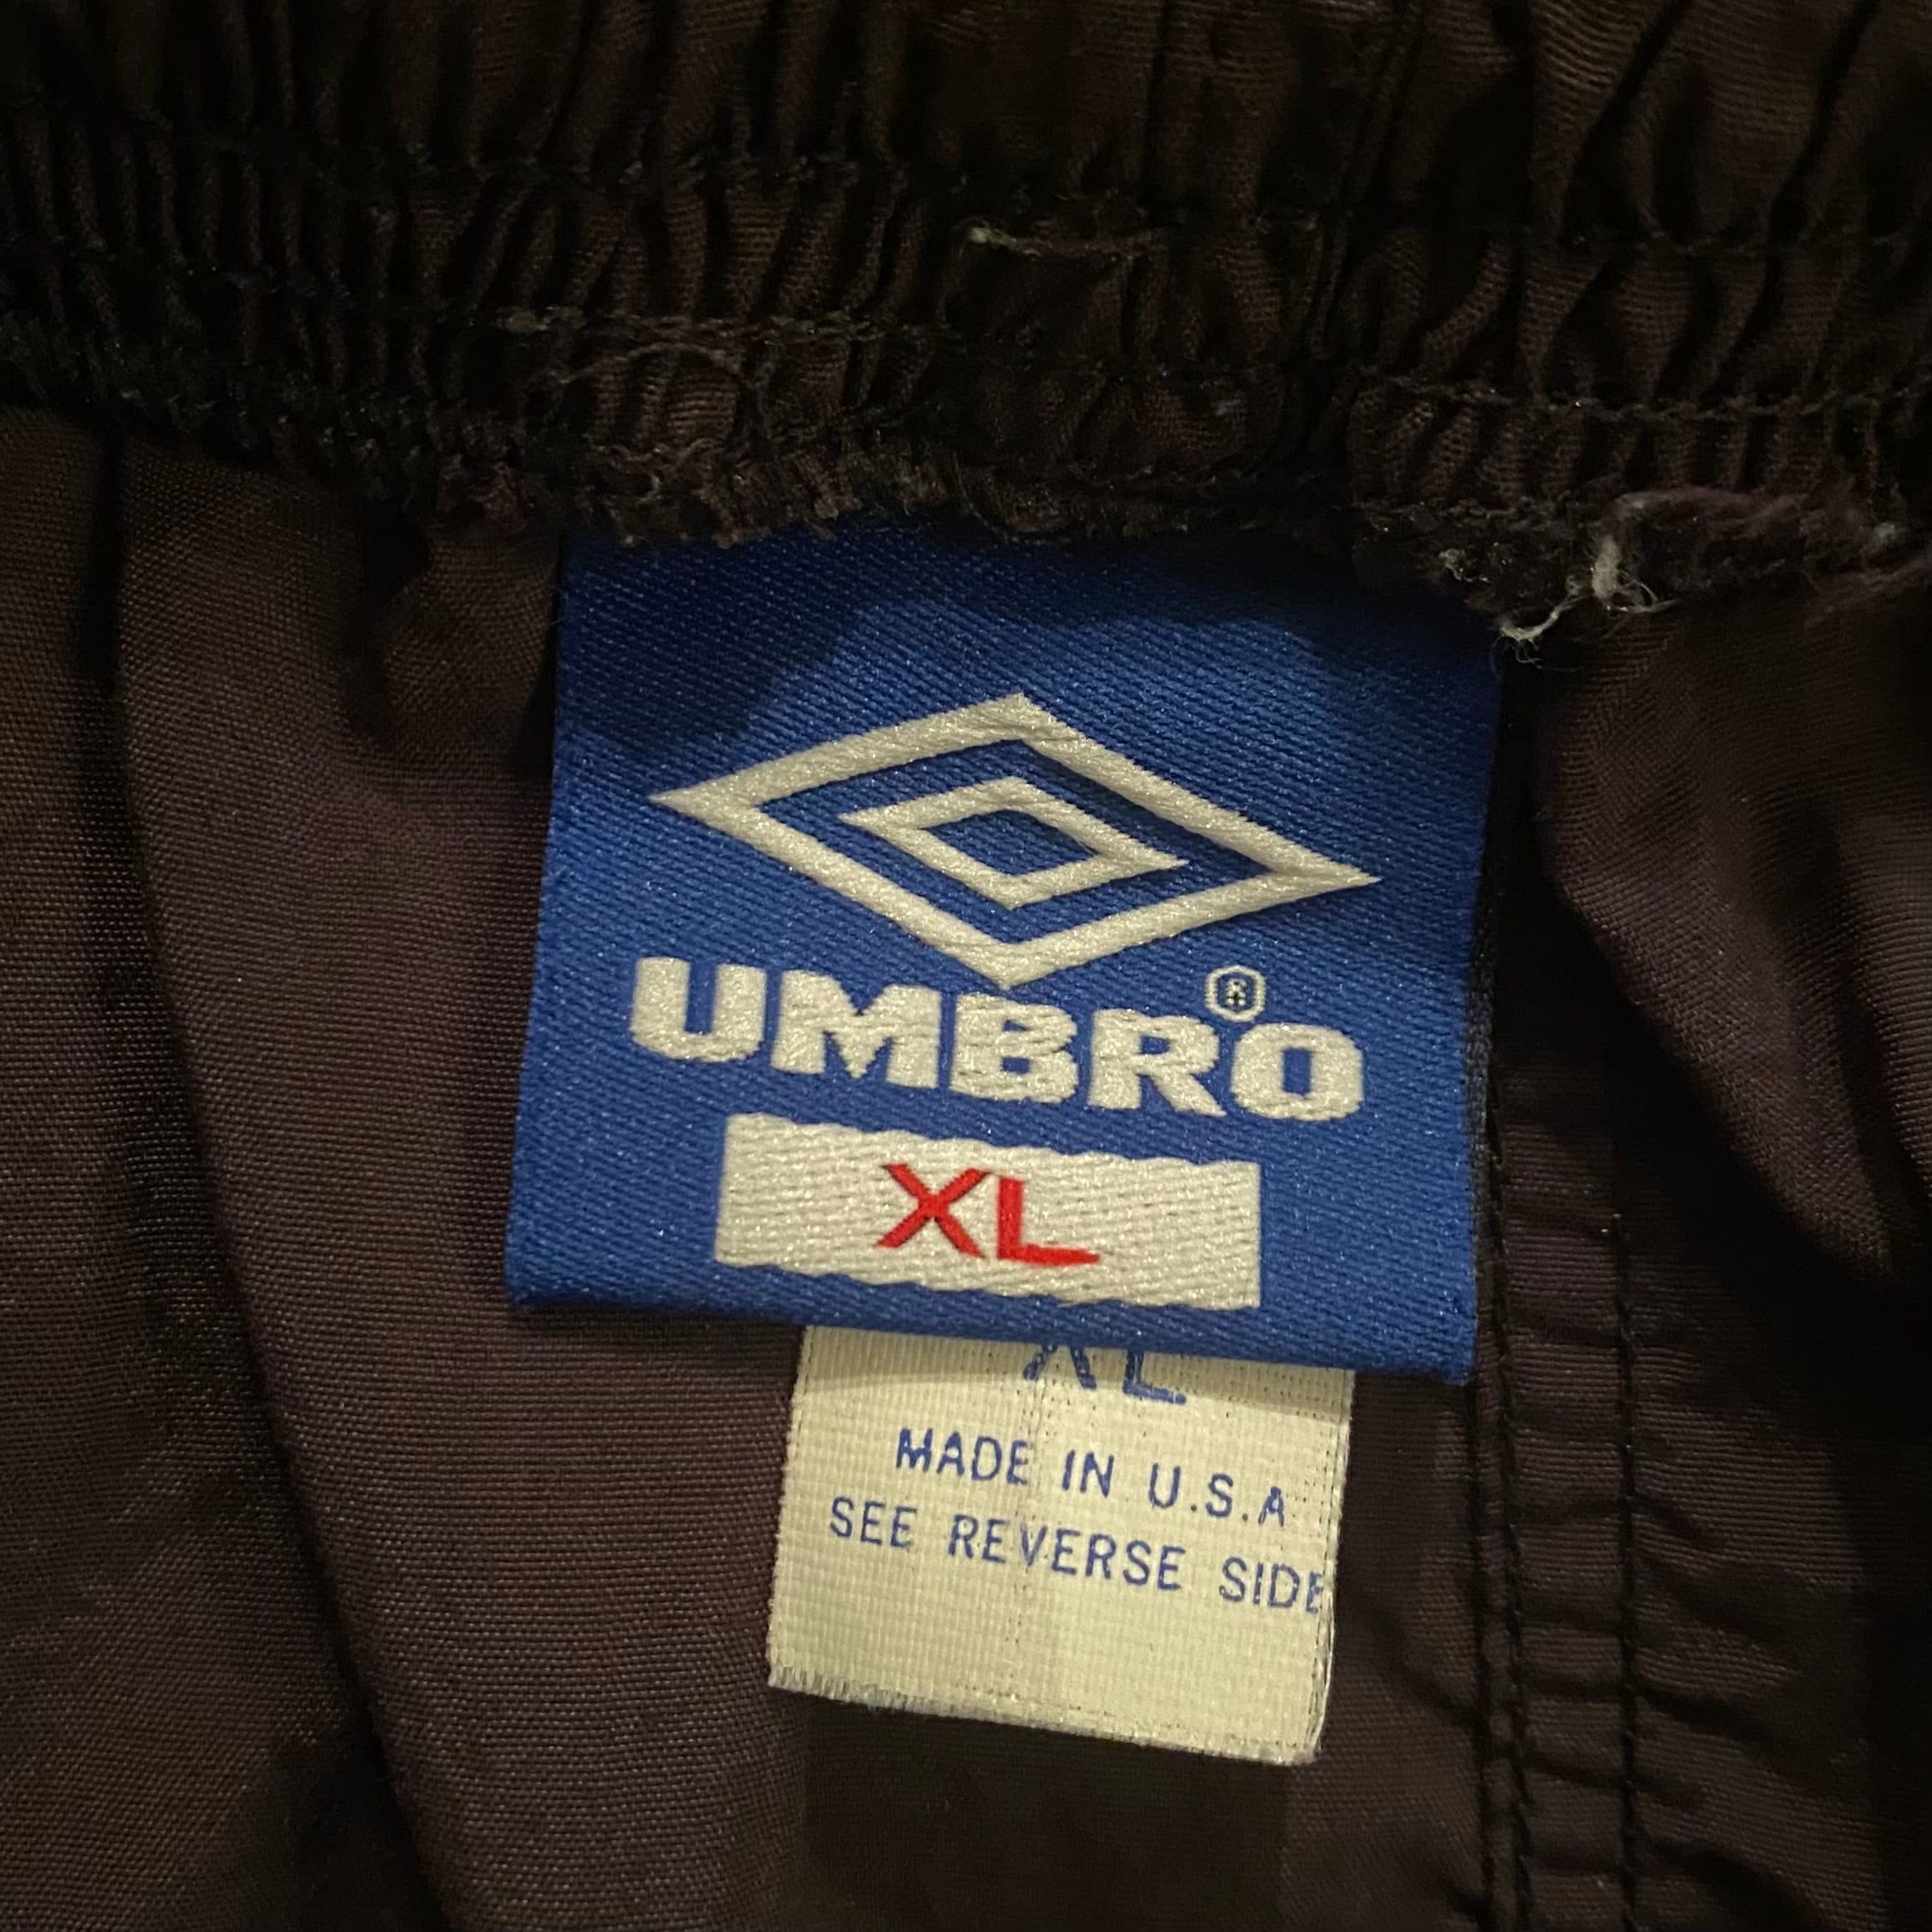 UMBRO®
XL
XL
MADE IN U.S.A
SEE REVERSE SIDE